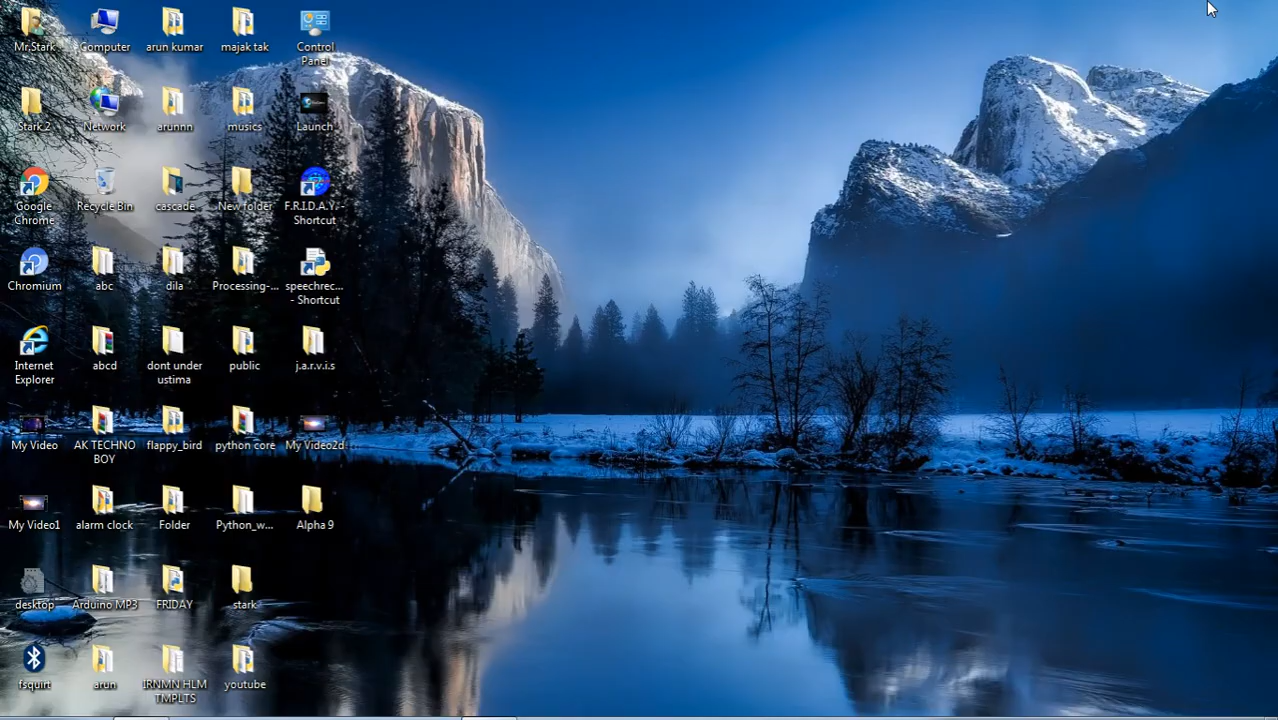 Mr.Stark
Computer
arun kumar
majak tak
Control
Panel
Stark 2
Network
arunnn
musics
Launch
Google
Chrome
Recycle Bin
cascade
New folder
F.R.I.D.A.Y. -
Shortcut
Chromium
abc
dila
Processing-...
speechrec...
- Shortcut
Internet
Explorer
abcd
dont under
ustima
public
j.a.r.v.i.s
My Video
AK TECHNO
BOY
flappy_bird
python core
My Video2d
My Video1
alarm clock
Folder
Python_w...
Alpha 9
desktop
Arduino MP3
FRIDAY
stark
fsquirt
arun
IRNMN HLM
TMPLTS
youtube